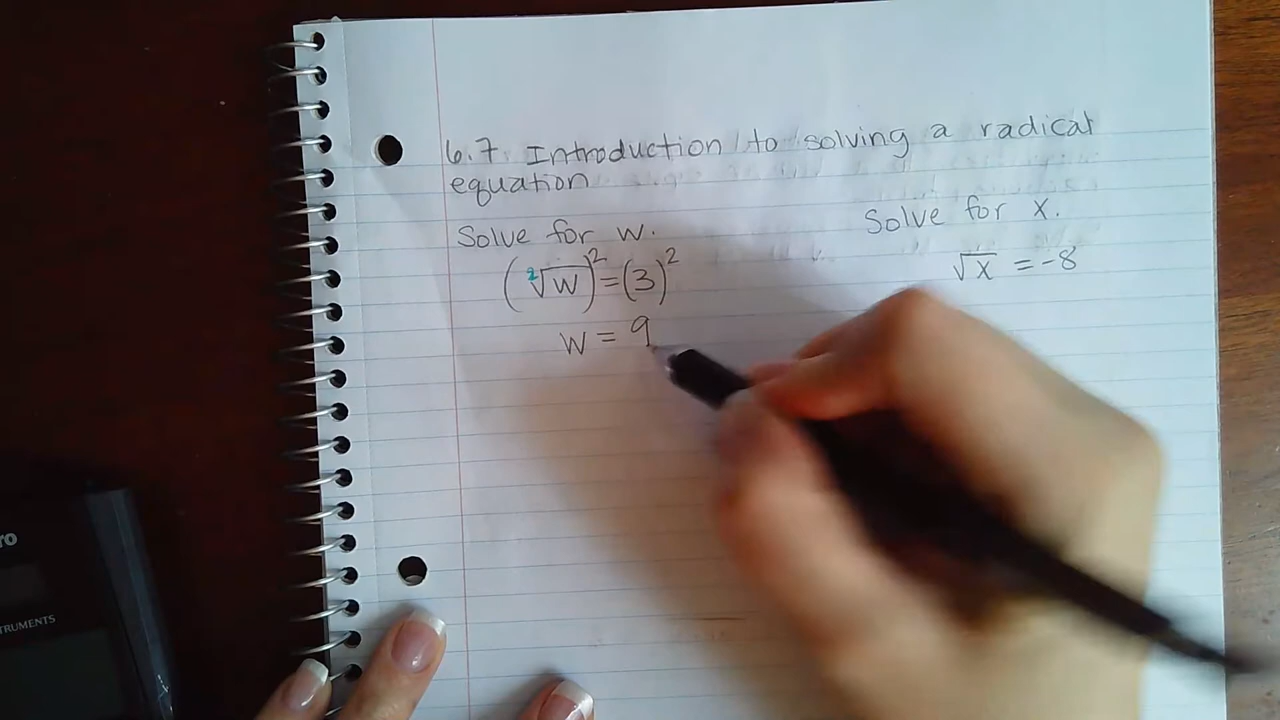 6.7 Introduction to solving a radical
equation
Solve for w.
(²√w)² = (3)²
w = 9
Solve for x.
√x = -8